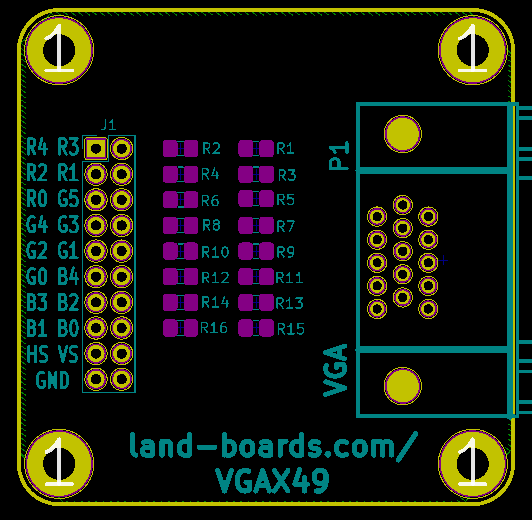 1 1
J1
R4 R3 R2 R1 P1
R2 R1 R4 R3
R0 G5 R6 R5
G4 G3 R8 R7
G2 G1 R10 R9
G0 B4 R12 R11
B3 B2 R14 R13
B1 B0 R16 R15
HS VS VGA
GND
1 1
land-boards.com/
VGAX49